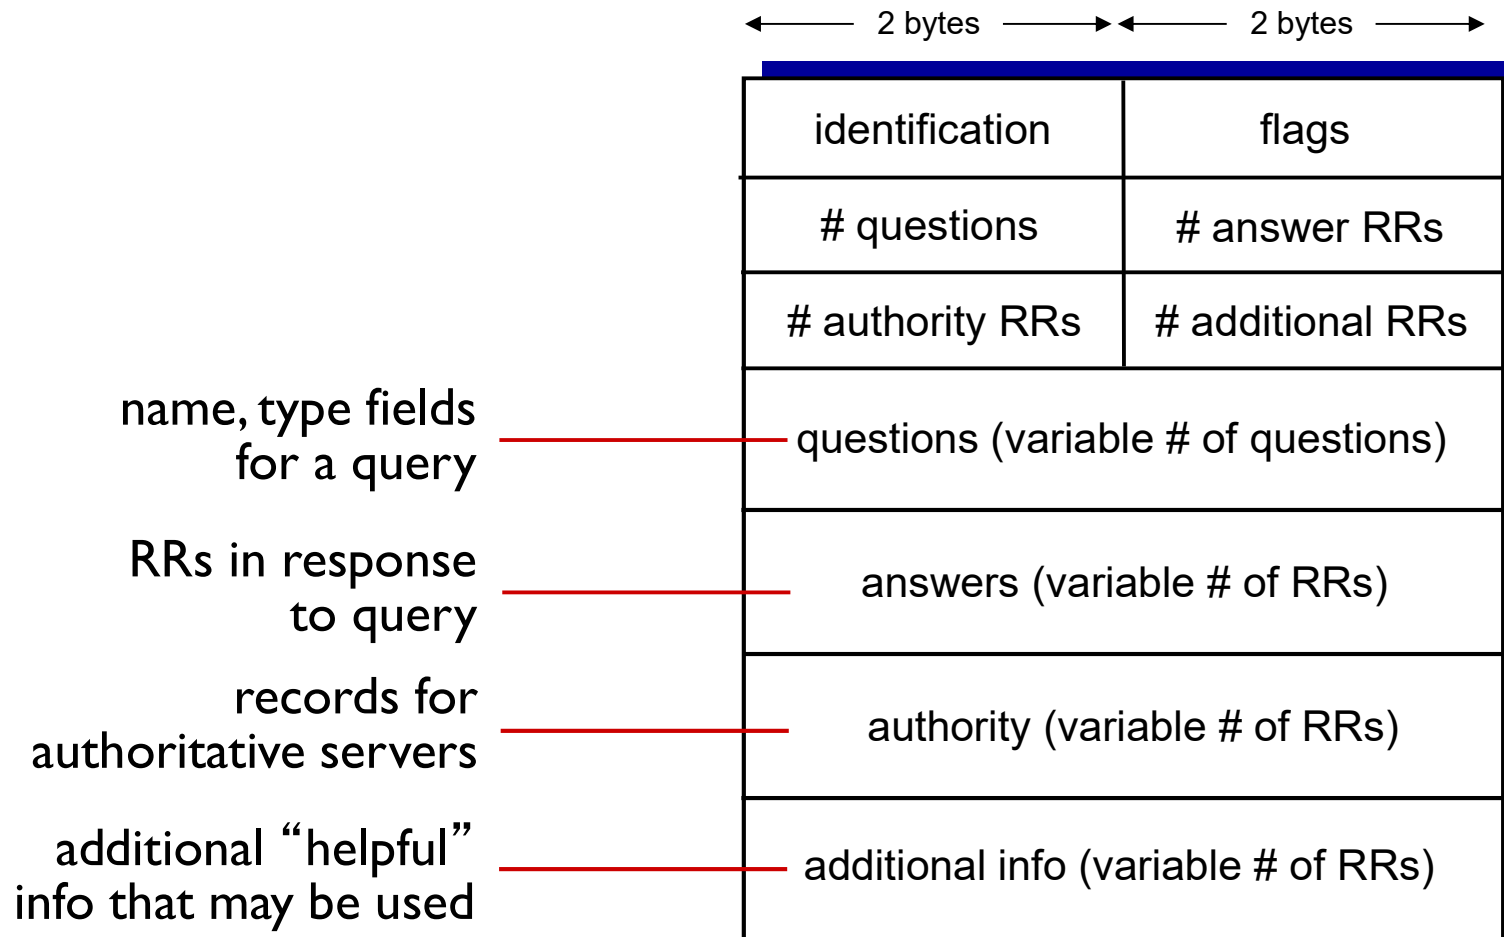 2 bytes 2 bytes
identification flags
# questions # answer RRs
# authority RRs # additional RRs
name, type fields
for a query
questions (variable # of questions)
RRs in response
to query
answers (variable # of RRs)
records for
authoritative servers
authority (variable # of RRs)
additional “helpful”
info that may be used
additional info (variable # of RRs)